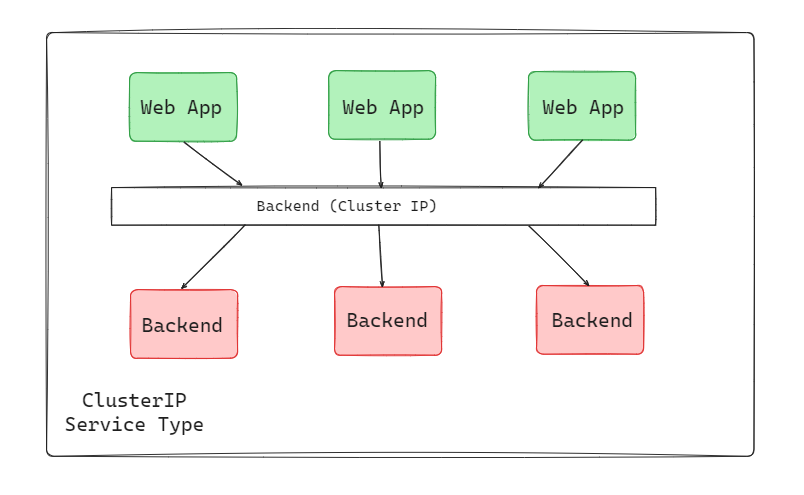 Web App
Web App
Web App
Backend (Cluster IP)
Backend
Backend
Backend
ClusterIP
Service Type